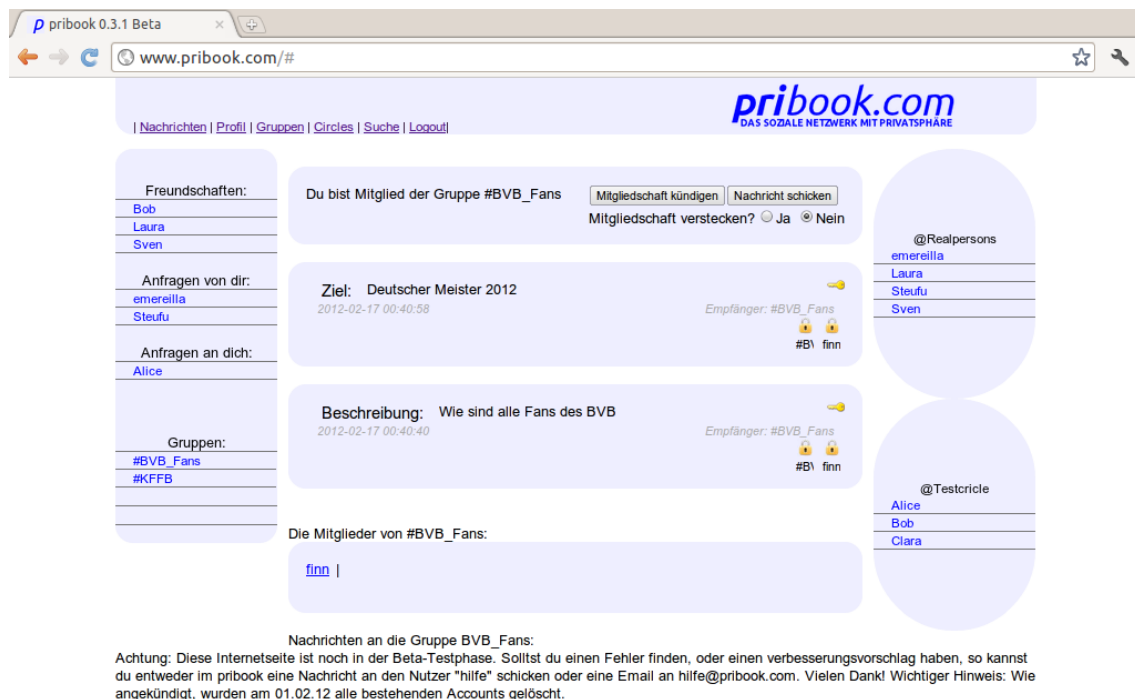 pribook 0.3.1 Beta
www.pribook.com/#
pribook.com
DAS SOZIALE NETZWERK MIT PRIVATSPHÄRE
| Nachrichten | Profil | Gruppen | Circles | Suche | Logout|
Freundschaften:
Bob
Laura
Sven
Anfragen von dir:
emereilla
Steufu
Anfragen an dich:
Alice
Gruppen:
#BVB_Fans
#KFFB
Du bist Mitglied der Gruppe #BVB_Fans
Mitgliedschaft kündigen Nachricht schicken
Mitgliedschaft verstecken? Ja Nein
Ziel: Deutscher Meister 2012
2012-02-17 00:40:58 Empfänger: #BVB_Fans
#B\ finn
Beschreibung: Wie sind alle Fans des BVB
2012-02-17 00:40:40 Empfänger: #BVB_Fans
#B\ finn
Die Mitglieder von #BVB_Fans:
finn |
@Realpersons
emereilla
Laura
Steufu
Sven
@Testcricle
Alice
Bob
Clara
Nachrichten an die Gruppe BVB_Fans:
Achtung: Diese Internetseite ist noch in der Beta-Testphase. Solltst du einen Fehler finden, oder einen verbesserungsvorschlag haben, so kannst
du entweder im pribook eine Nachricht an den Nutzer "hilfe" schicken oder eine Email an hilfe@pribook.com. Vielen Dank! Wichtiger Hinweis: Wie
angekündigt, wurden am 01.02.12 alle bestehenden Accounts gelöscht.